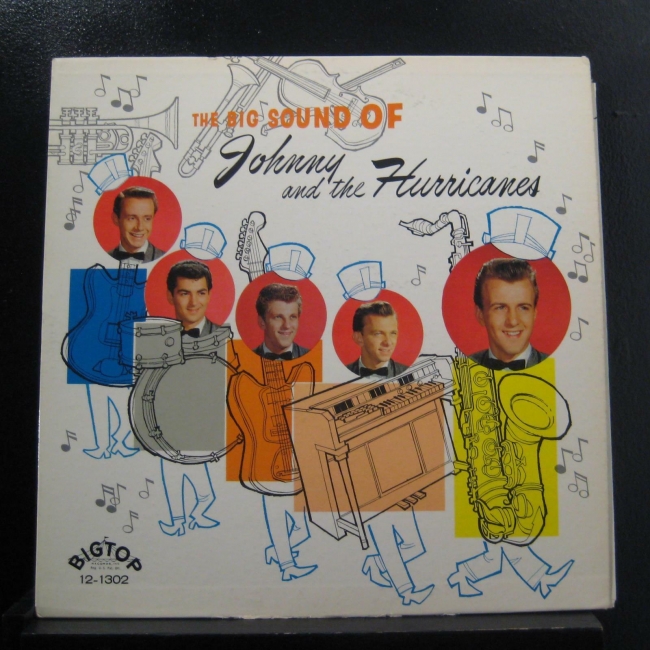 THE BIG SOUND OF
Johnny
and the Hurricanes
BIGTOP
12-1302